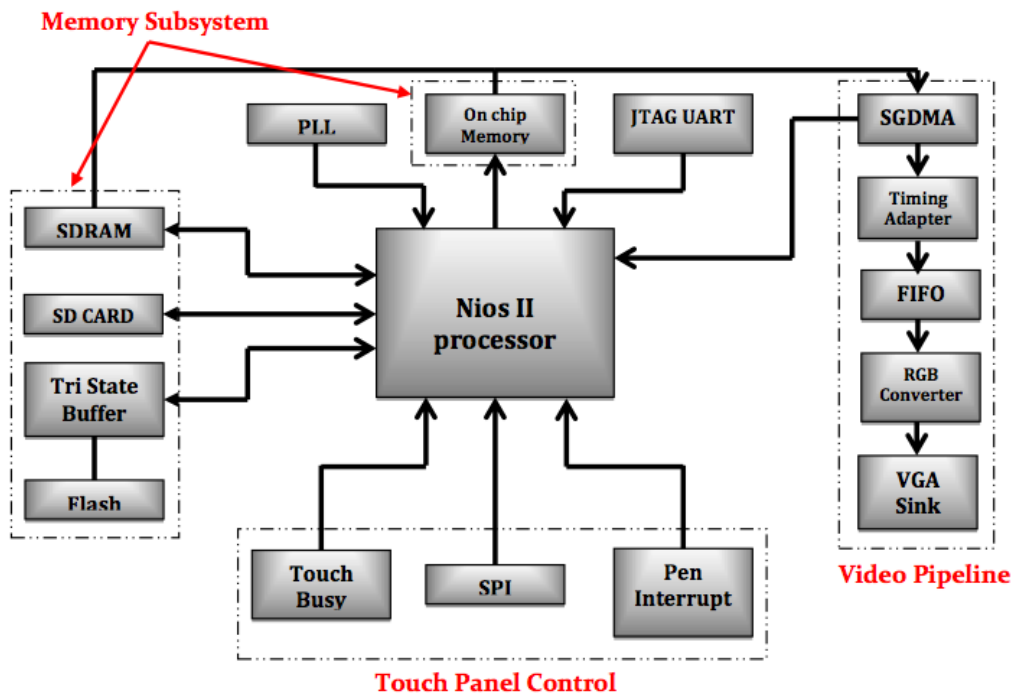 Memory Subsystem
PLL
On chip
Memory
JTAG UART
SGDMA
SDRAM
Timing
Adapter
Nios II
processor
FIFO
SD CARD
RGB
Converter
Tri State
Buffer
VGA
Sink
Flash
Touch
Busy
SPI
Pen
Interrupt
Video Pipeline
Touch Panel Control